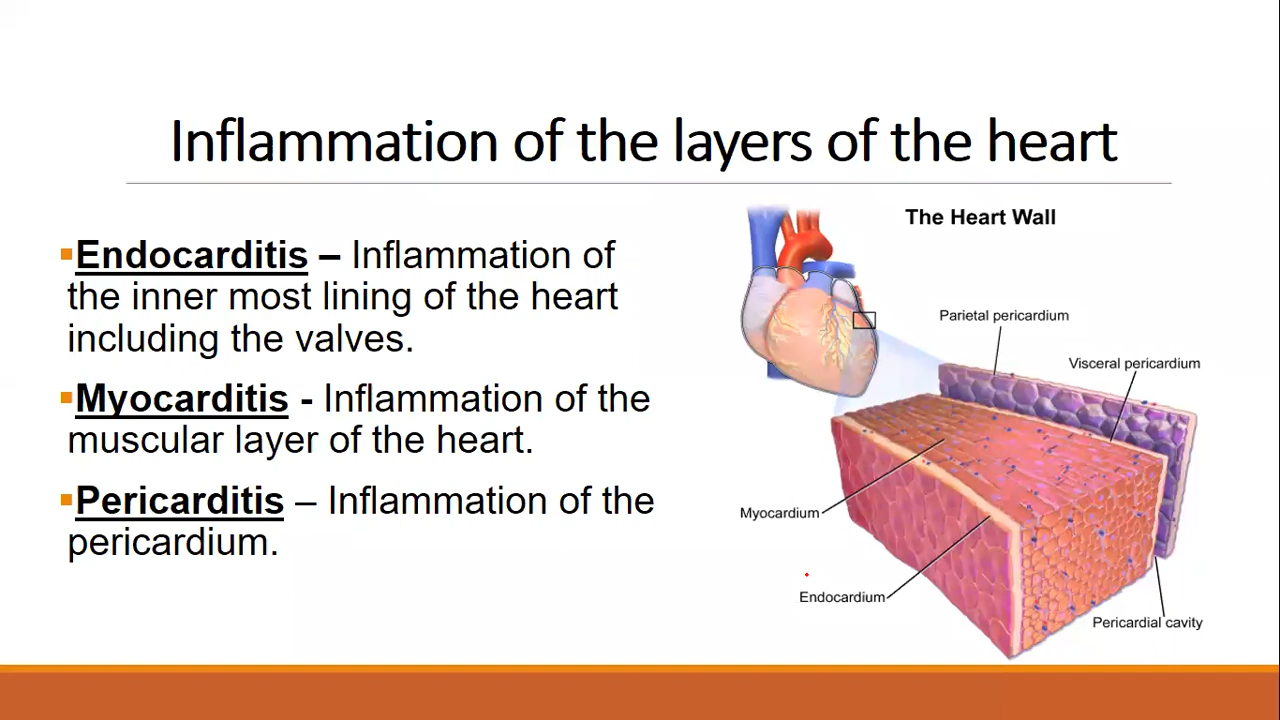 Inflammation of the layers of the heart
▪Endocarditis – Inflammation of
the inner most lining of the heart
including the valves.
▪Myocarditis - Inflammation of the
muscular layer of the heart.
▪Pericarditis – Inflammation of the
pericardium.
The Heart Wall
Parietal pericardium
Visceral pericardium
Myocardium
Endocardium
Pericardial cavity